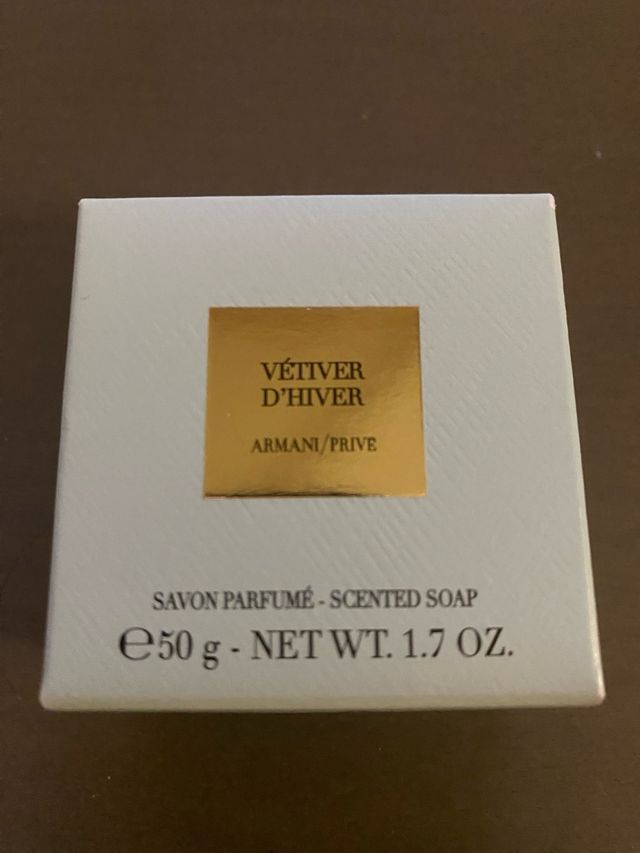 VÉTIVER
D'HIVER
ARMANI/PRIVE
SAVON PARFUMÉ - SCENTED SOAP
℮50 g - NET WT. 1.7 OZ.